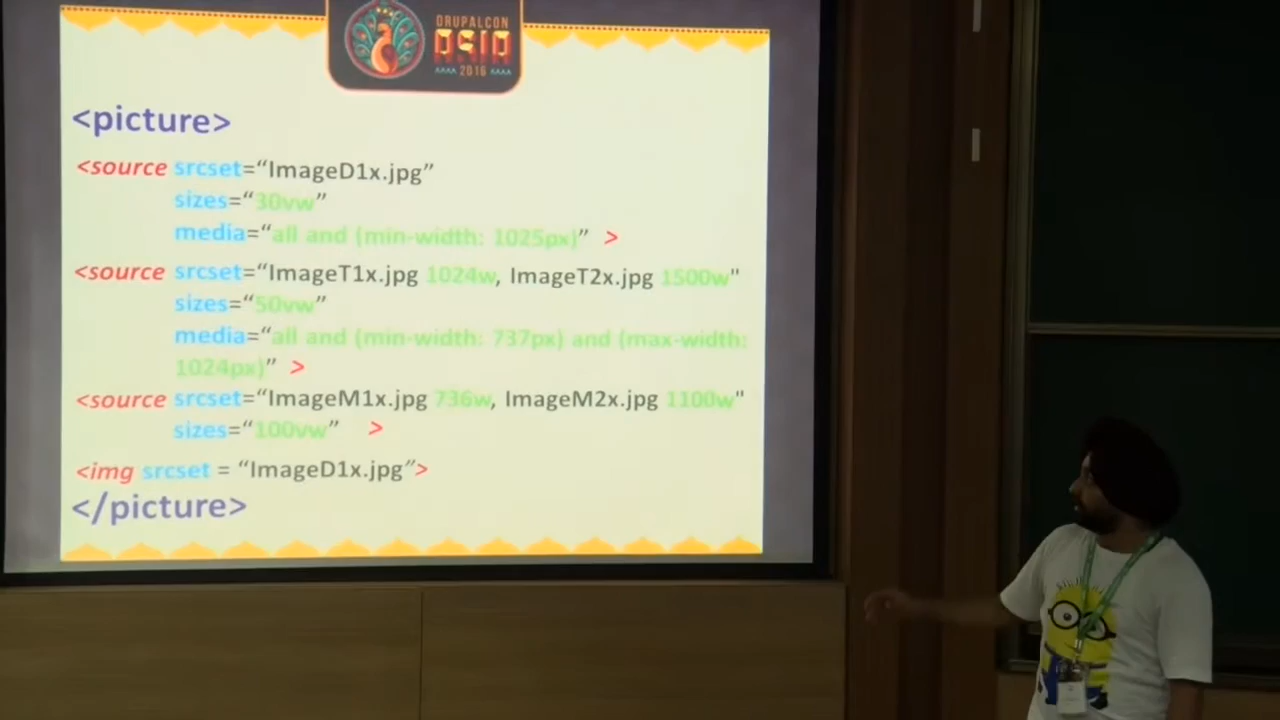 DRUPALCON
ASIA
2016
<picture>
<source srcset=“ImageD1x.jpg”
sizes=“30vw”
media=“all and (min-width: 1025px)” >
<source srcset=“ImageT1x.jpg 1024w, ImageT2x.jpg 1500w"
sizes=“50vw”
media=“all and (min-width: 737px) and (max-width:
1024px)” >
<source srcset=“ImageM1x.jpg 736w, ImageM2x.jpg 1100w"
sizes=“100vw” >
<img srcset = “ImageD1x.jpg”>
</picture>